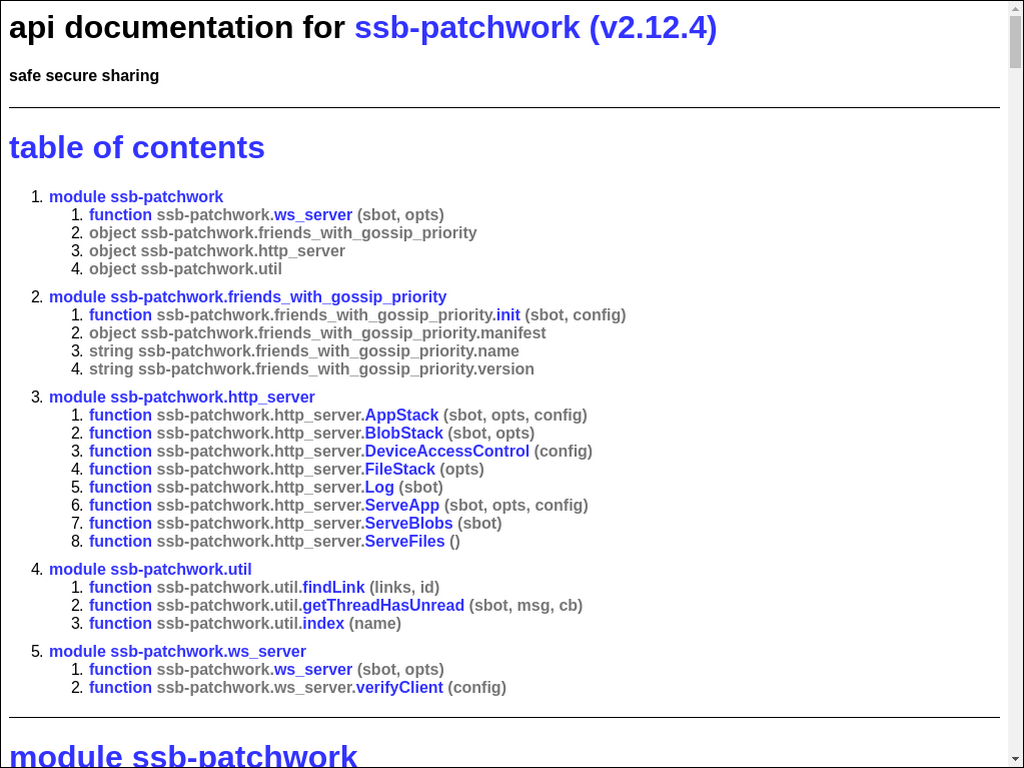 api documentation for ssb-patchwork (v2.12.4)
safe secure sharing
table of contents
1. module ssb-patchwork
1. function ssb-patchwork.ws_server (sbot, opts)
2. object ssb-patchwork.friends_with_gossip_priority
3. object ssb-patchwork.http_server
4. object ssb-patchwork.util
2. module ssb-patchwork.friends_with_gossip_priority
1. function ssb-patchwork.friends_with_gossip_priority.init (sbot, config)
2. object ssb-patchwork.friends_with_gossip_priority.manifest
3. string ssb-patchwork.friends_with_gossip_priority.name
4. string ssb-patchwork.friends_with_gossip_priority.version
3. module ssb-patchwork.http_server
1. function ssb-patchwork.http_server.AppStack (sbot, opts, config)
2. function ssb-patchwork.http_server.BlobStack (sbot, opts)
3. function ssb-patchwork.http_server.DeviceAccessControl (config)
4. function ssb-patchwork.http_server.FileStack (opts)
5. function ssb-patchwork.http_server.Log (sbot)
6. function ssb-patchwork.http_server.ServeApp (sbot, opts, config)
7. function ssb-patchwork.http_server.ServeBlobs (sbot)
8. function ssb-patchwork.http_server.ServeFiles ()
4. module ssb-patchwork.util
1. function ssb-patchwork.util.findLink (links, id)
2. function ssb-patchwork.util.getThreadHasUnread (sbot, msg, cb)
3. function ssb-patchwork.util.index (name)
5. module ssb-patchwork.ws_server
1. function ssb-patchwork.ws_server (sbot, opts)
2. function ssb-patchwork.ws_server.verifyClient (config)
module ssb-patchwork